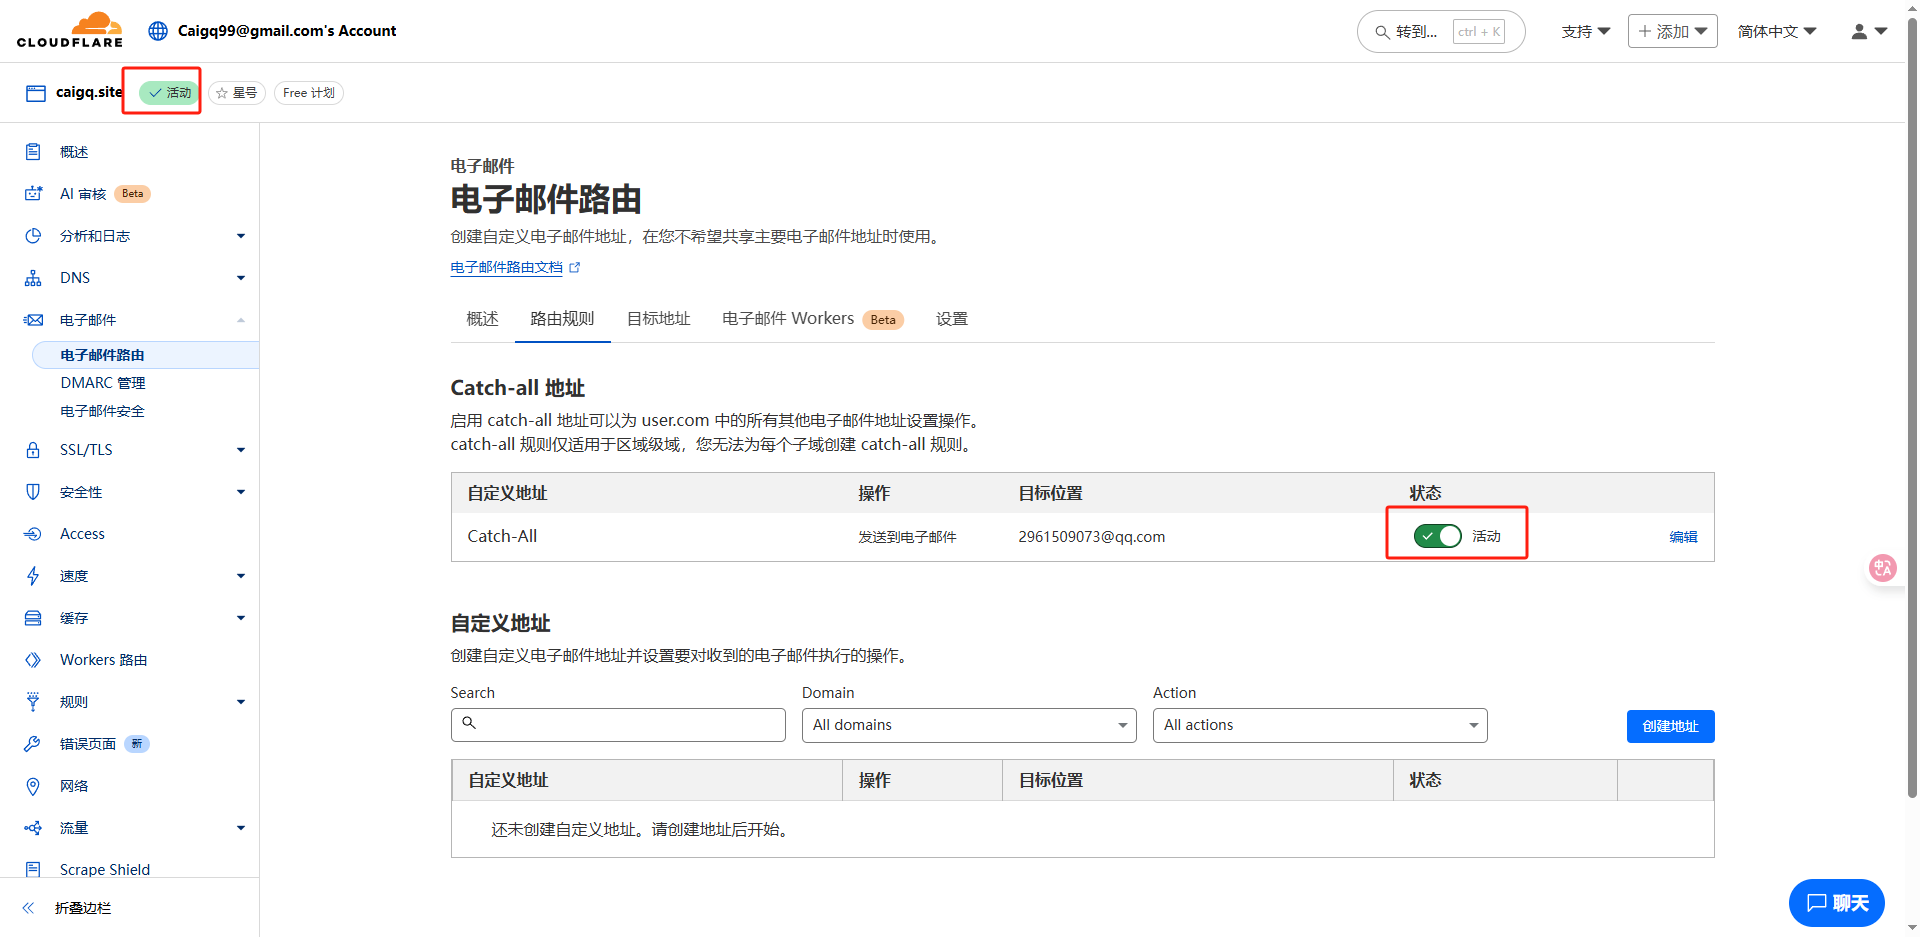 CLOUDFLARE
Caigq99@gmail.com's Account
转到... ctrl + K
支持
添加
简体中文
caigq.site
活动
星号
Free 计划
概述
AI 审核 Beta
分析和日志
DNS
电子邮件
电子邮件路由
DMARC 管理
电子邮件安全
SSL/TLS
安全性
Access
速度
缓存
Workers 路由
规则
错误页面 新
网络
流量
Scrape Shield
折叠边栏
电子邮件
电子邮件路由
创建自定义电子邮件地址，在您不希望共享主要电子邮件地址时使用。
电子邮件路由文档
概述 路由规则 目标地址 电子邮件 Workers Beta 设置
Catch-all 地址
启用 catch-all 地址可以为 user.com 中的所有其他电子邮件地址设置操作。
catch-all 规则仅适用于区域级域，您无法为每个子域创建 catch-all 规则。
自定义地址 操作 目标位置 状态
Catch-All 发送到电子邮件 2961509073@qq.com 活动 编辑
自定义地址
创建自定义电子邮件地址并设置要对收到的电子邮件执行的操作。
Search Domain Action
All domains All actions 创建地址
自定义地址 操作 目标位置 状态
还未创建自定义地址。请创建地址后开始。
中A
聊天